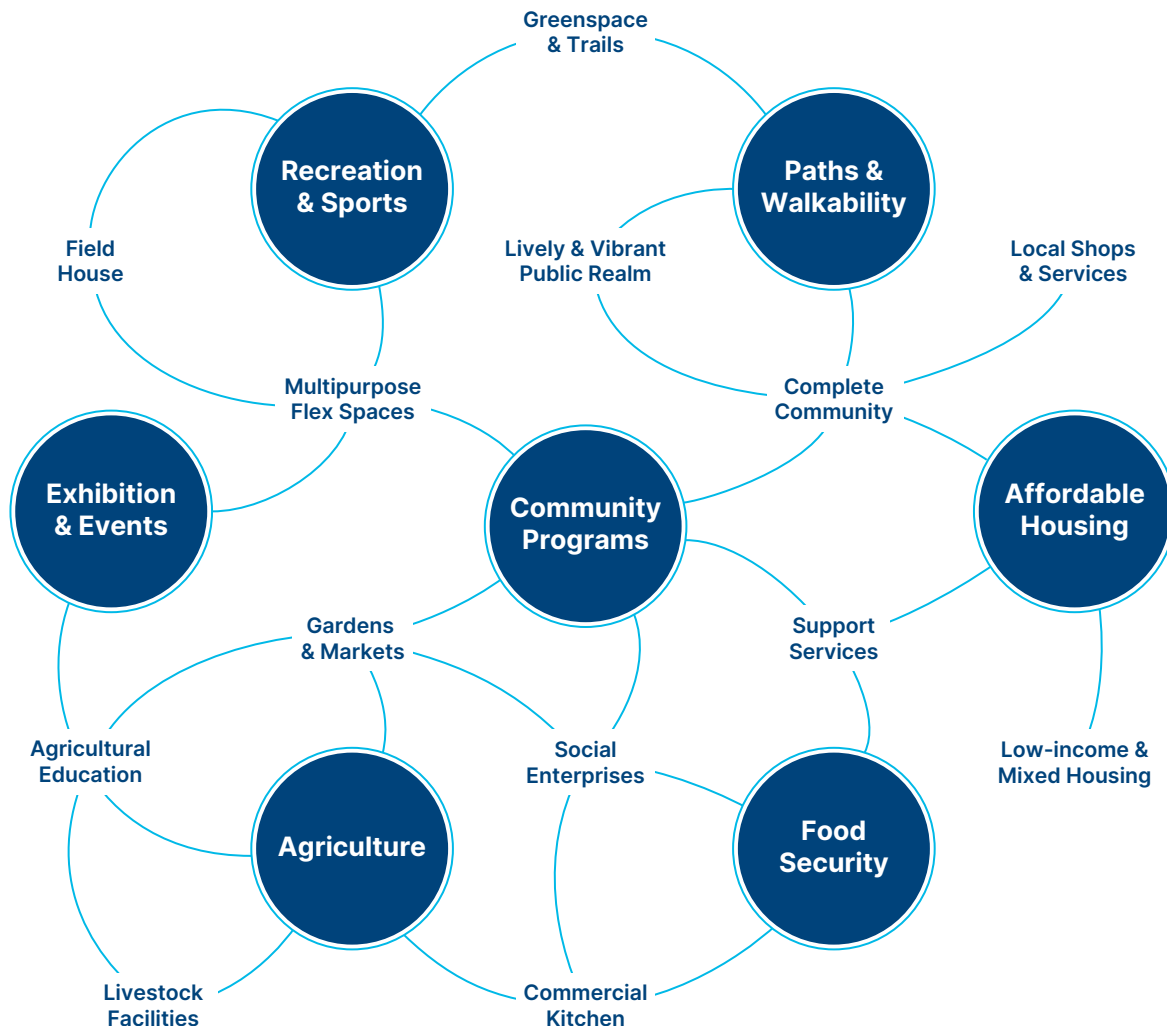 Greenspace
& Trails
Recreation
& Sports
Paths &
Walkability
Field
House
Lively & Vibrant
Public Realm
Local Shops
& Services
Multipurpose
Flex Spaces
Complete
Community
Exhibition
& Events
Community
Programs
Affordable
Housing
Gardens
& Markets
Support
Services
Agricultural
Education
Social
Enterprises
Low-income &
Mixed Housing
Agriculture
Food
Security
Livestock
Facilities
Commercial
Kitchen